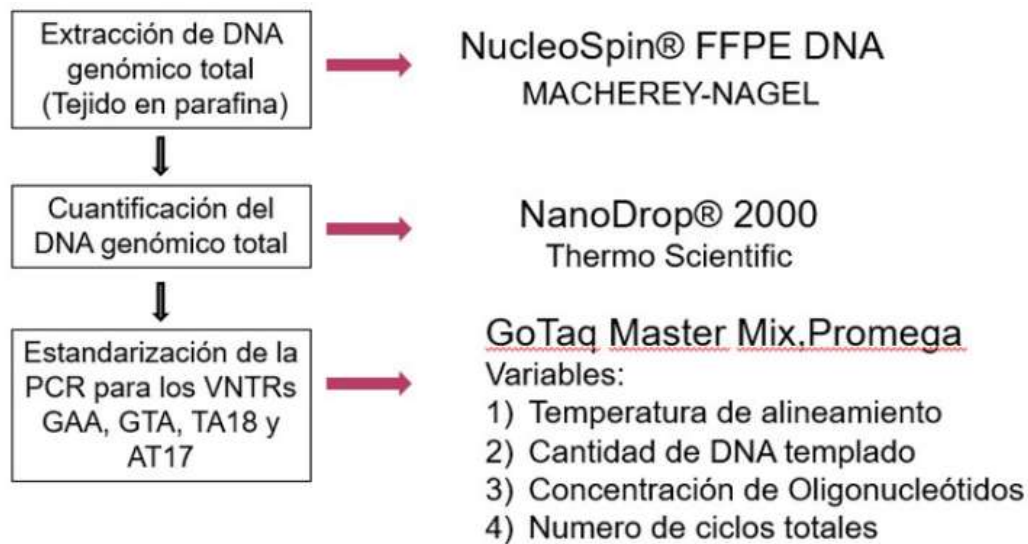 Extracción de DNA
genómico total
(Tejido en parafina)
NucleoSpin® FFPE DNA
MACHEREY-NAGEL
Cuantificación del
DNA genómico total
NanoDrop® 2000
Thermo Scientific
Estandarización de la
PCR para los VNTRs
GAA, GTA, TA18 y
AT17
GoTaq Master Mix,Promega
Variables:
1) Temperatura de alineamiento
2) Cantidad de DNA templado
3) Concentración de Oligonucleótidos
4) Numero de ciclos totales